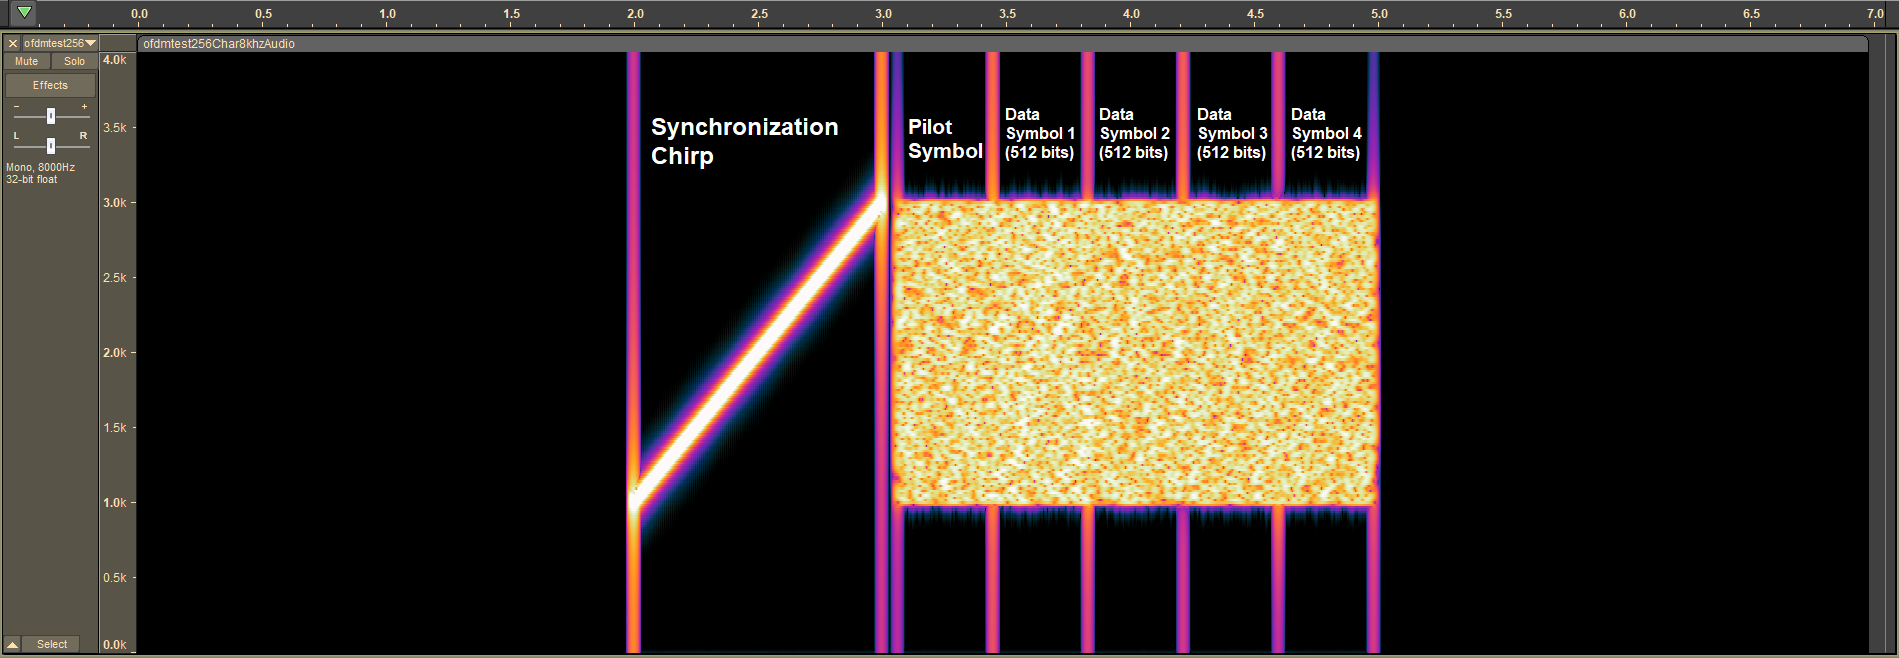 0.0 0.5 1.0 1.5 2.0 2.5 3.0 3.5 4.0 4.5 5.0 5.5 6.0 6.5 7.0
ofdmtest256
ofdmtest256Char8khzAudio
Mute Solo
Effects
- +
L R
Mono, 8000Hz
32-bit float
Select
4.0k
3.5k
3.0k
2.5k
2.0k
1.5k
1.0k
0.5k
0.0k
Synchronization
Chirp
Pilot
Symbol
Data
Symbol 1
(512 bits)
Data
Symbol 2
(512 bits)
Data
Symbol 3
(512 bits)
Data
Symbol 4
(512 bits)